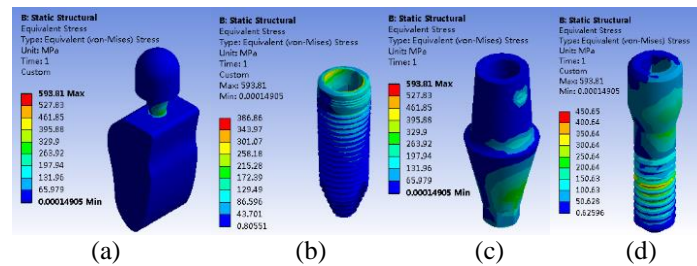 B: Static Structural
Equivalent Stress
Type: Equivalent (von-Mises) Stress
Unit: MPa
Time: 1
Custom
593.81 Max
527.83
461.85
395.88
329.9
263.92
197.94
131.96
65.979
0.00014905 Min
(a)
B: Static Structural
Equivalent Stress
Type: Equivalent (von-Mises) Stress
Unit: MPa
Time: 1
Custom
Max: 593.81
Min: 0.00014905
386.86
343.97
301.07
258.18
215.28
172.39
129.49
86.596
43.701
0.80551
(b)
B: Static Structural
Equivalent Stress
Type: Equivalent (von-Mises) Stress
Unit: MPa
Time: 1
Custom
593.81 Max
527.83
461.85
395.88
329.9
263.92
197.94
131.96
65.979
0.00014905 Min
(c)
B: Static Structural
Equivalent Stress
Type: Equivalent (von-Mises) Stress
Unit: MPa
Time: 1
Custom
Max: 593.81
Min: 0.00014905
450.65
400.64
350.64
300.64
250.64
200.63
150.63
100.63
50.628
0.62596
(d)